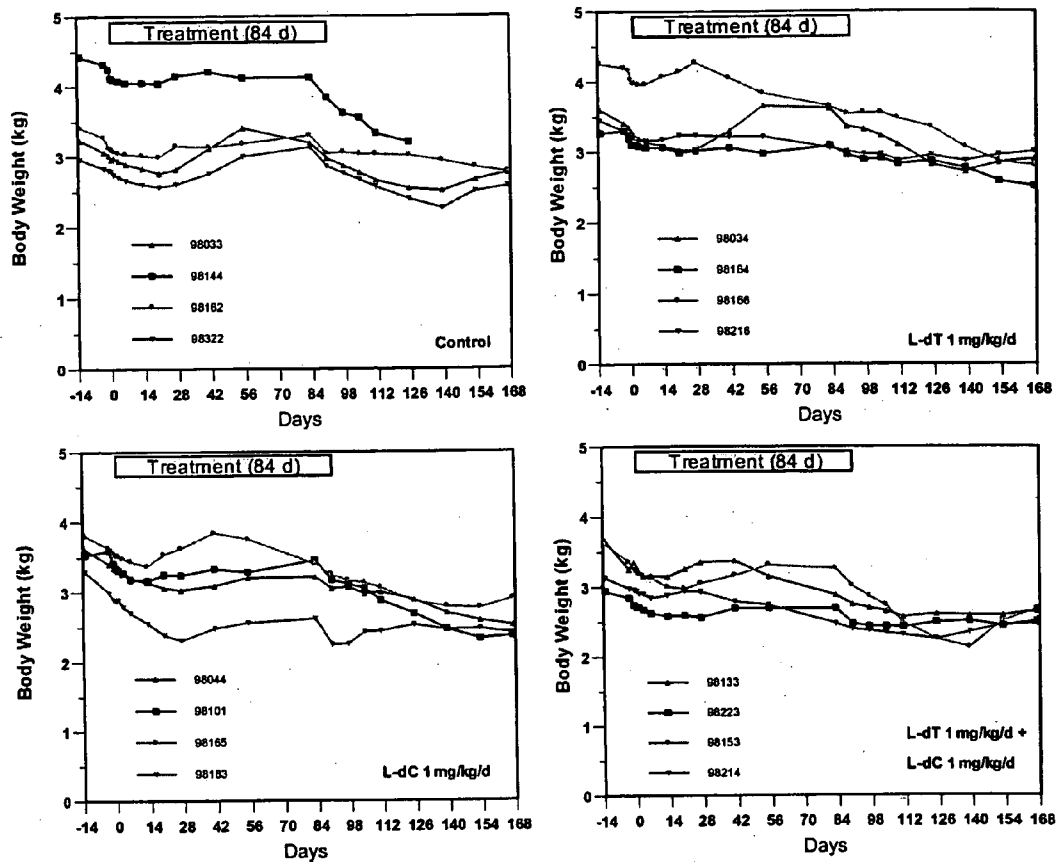 Treatment (84 d)
5
4
3
2
1
0
Body Weight (kg)
98033
98144
98162
98322
Control
-14 0 14 28 42 56 70 84 98 112 126 140 154 168
Days
Treatment (84 d)
5
4
3
2
1
0
Body Weight (kg)
98034
98164
98166
98216
L-dT 1 mg/kg/d
-14 0 14 28 42 56 70 84 98 112 126 140 154 168
Days
Treatment (84 d)
5
4
3
2
1
0
Body Weight (kg)
98044
98101
98165
98183
L-dC 1 mg/kg/d
-14 0 14 28 42 56 70 84 98 112 126 140 154 168
Days
Treatment (84 d)
5
4
3
2
1
0
Body Weight (kg)
98133
98223
98153
98214
L-dT 1 mg/kg/d +
L-dC 1 mg/kg/d
-14 0 14 28 42 56 70 84 98 112 126 140 154 168
Days